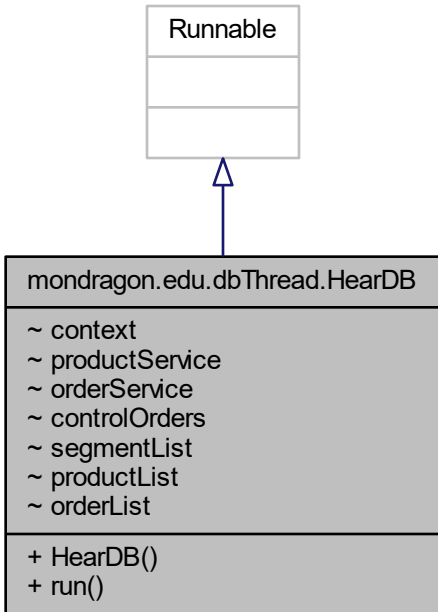 Runnable
mondragon.edu.dbThread.HearDB
~ context
~ productService
~ orderService
~ controlOrders
~ segmentList
~ productList
~ orderList
+ HearDB()
+ run()